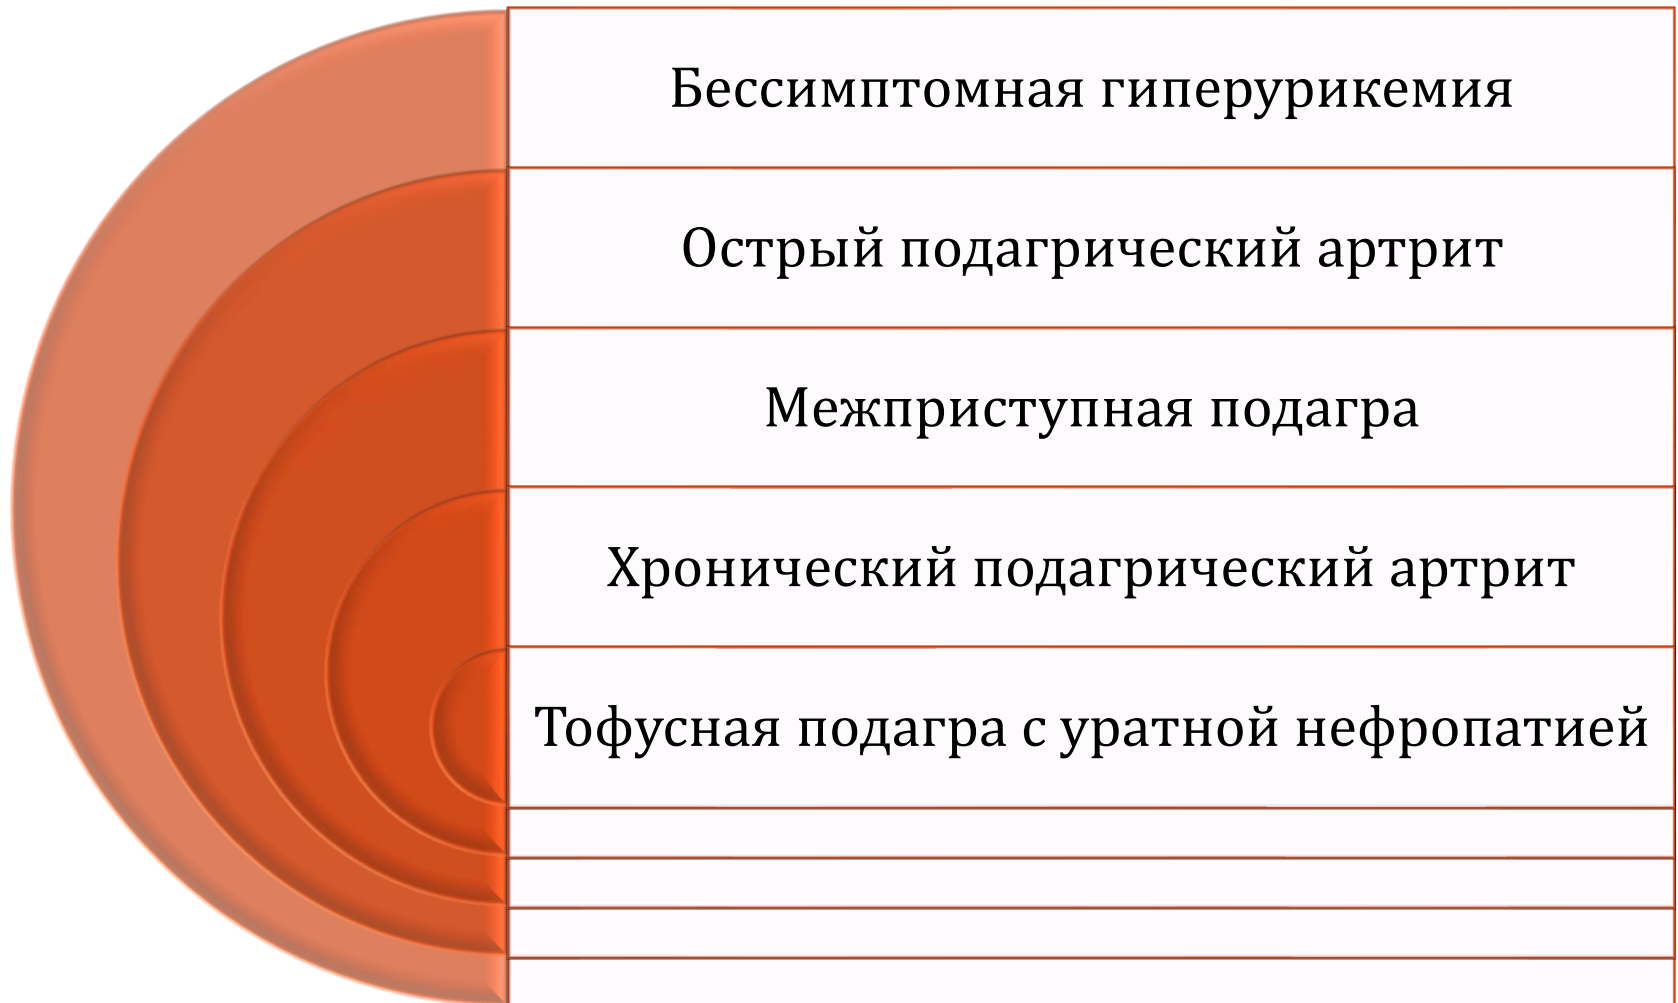 Бессимптомная гиперурикемия
Острый подагрический артрит
Межприступная подагра
Хронический подагрический артрит
Тофусная подагра с уратной нефропатией